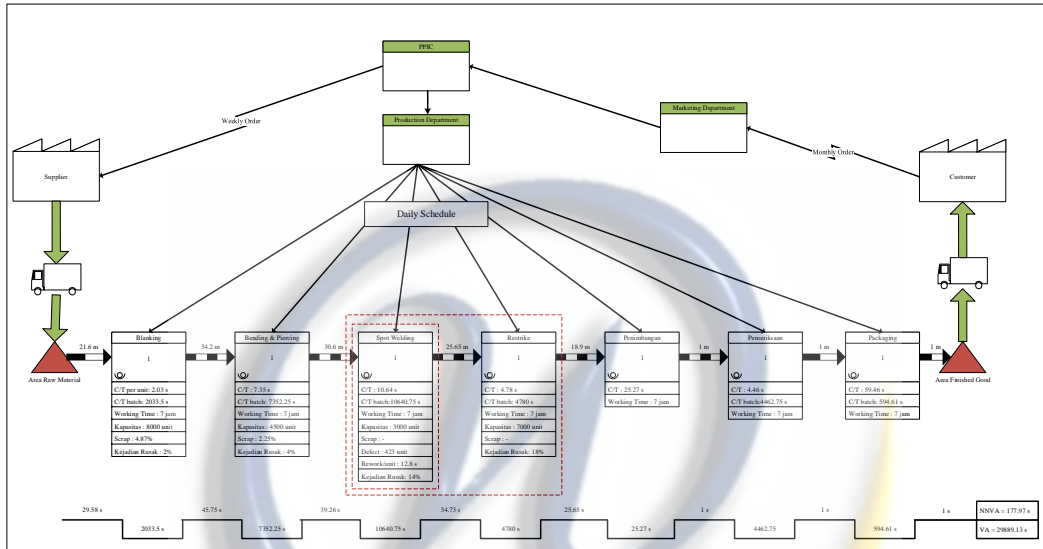 PPIC
Marketing Department
Production Department
Weekly Order
Monthly Order
Supplier
Customer
Daily Schedule
21.6 m
34.2 m
30.6 m
25.65 m
18.9 m
1 m
1 m
1 m
Area Raw Material
Area Finished Good
Blanking
1
C/T per unit: 2.03 s
C/T batch: 2033.5 s
Working Time : 7 jam
Kapasitas : 8000 unit
Scrap : 4.87%
Kejadian Rusak : 2%
Bending & Piercing
1
C/T : 7.35 s
C/T batch: 7352.25 s
Working Time : 7 jam
Kapasitas : 4500 unit
Scrap : 2.25%
Kejadian Rusak : 4%
Spot Welding
1
C/T : 10.64 s
C/T batch:10640.75 s
Working Time : 7 jam
Kapasitas : 3000 unit
Scrap : -
Defect : 423 unit
Rework/unit : 12.8 s
Kejadian Rusak: 14%
Restrike
1
C/T : 4.78 s
C/T batch: 4780 s
Working Time : 7 jam
Kapasitas : 7000 unit
Scrap : -
Kejadian Rusak: 18%
Penimbangan
1
C/T : 25.27 s
Working Time : 7 jam
Pemeriksaan
1
C/T : 4.46 s
C/T batch:4462.75 s
Working Time : 7 jam
Packaging
1
C/T : 59.46 s
C/T batch : 594.61 s
Working Time : 7 jam
29.58 s
45.75 s
39.26 s
34.73 s
25.65 s
1 s
1 s
1 s
2033.5 s
7352.25 s
10640.75 s
4780 s
25.27 s
4462.75 s
594.61 s
NNVA = 177.97 s
VA = 29889.13 s